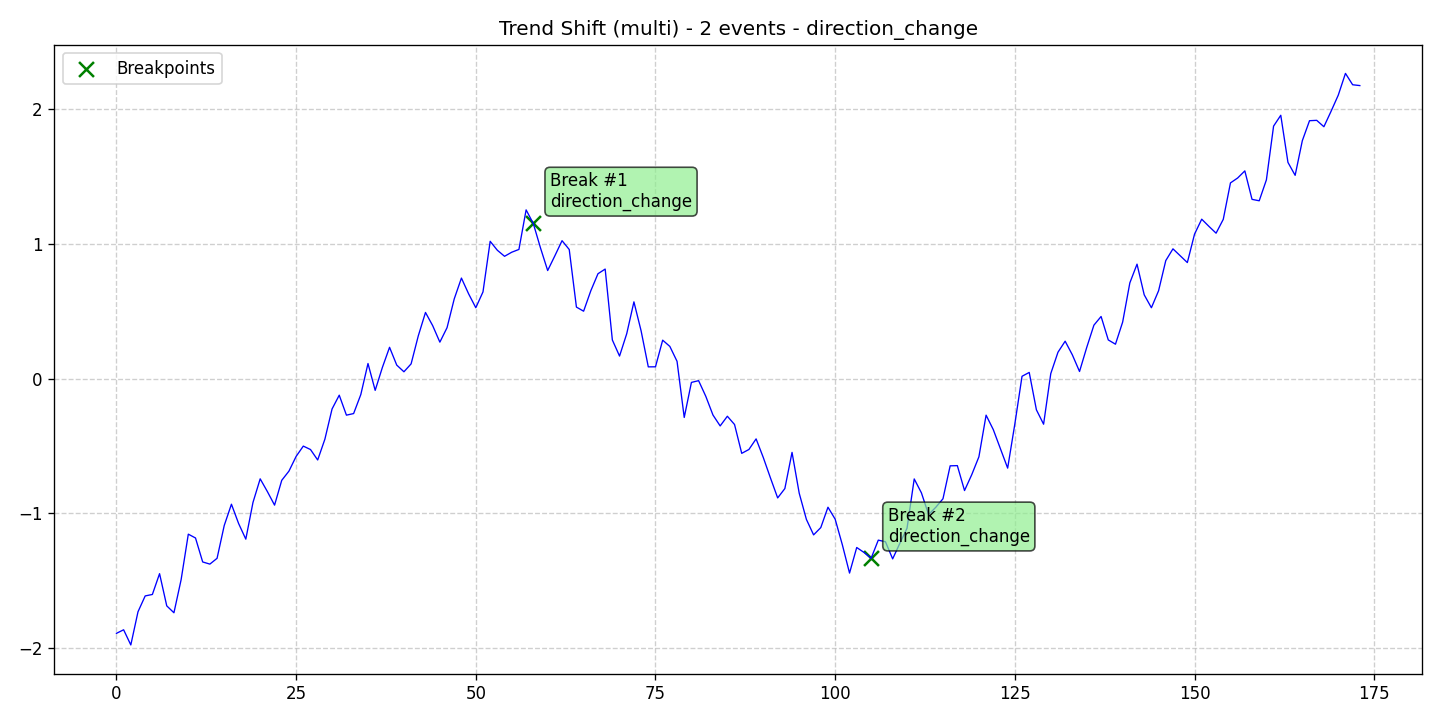 Trend Shift (multi) - 2 events - direction_change
Breakpoints
Break #1
direction_change
Break #2
direction_change
2
1
0
−1
−2
0
25
50
75
100
125
150
175